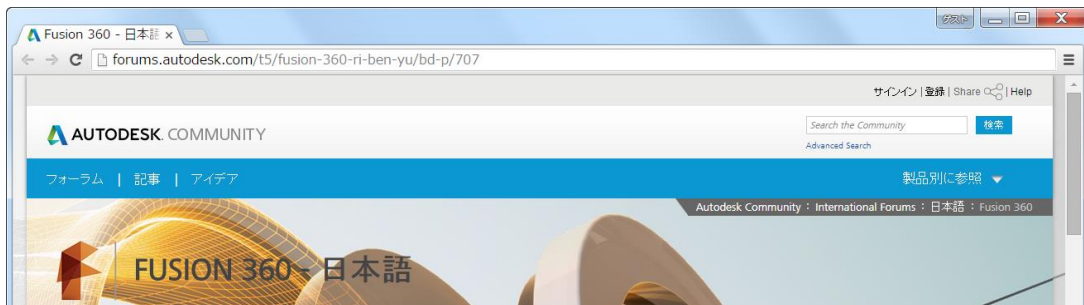 ゲスト
Fusion 360 - 日本語
forums.autodesk.com/t5/fusion-360-ri-ben-yu/bd-p/707
サインイン | 登録 | Share | Help
AUTODESK. COMMUNITY
Search the Community 検索
Advanced Search
フォーラム | 記事 | アイデア 製品別に参照
Autodesk Community : International Forums : 日本語 : Fusion 360
FUSION 360 - 日本語